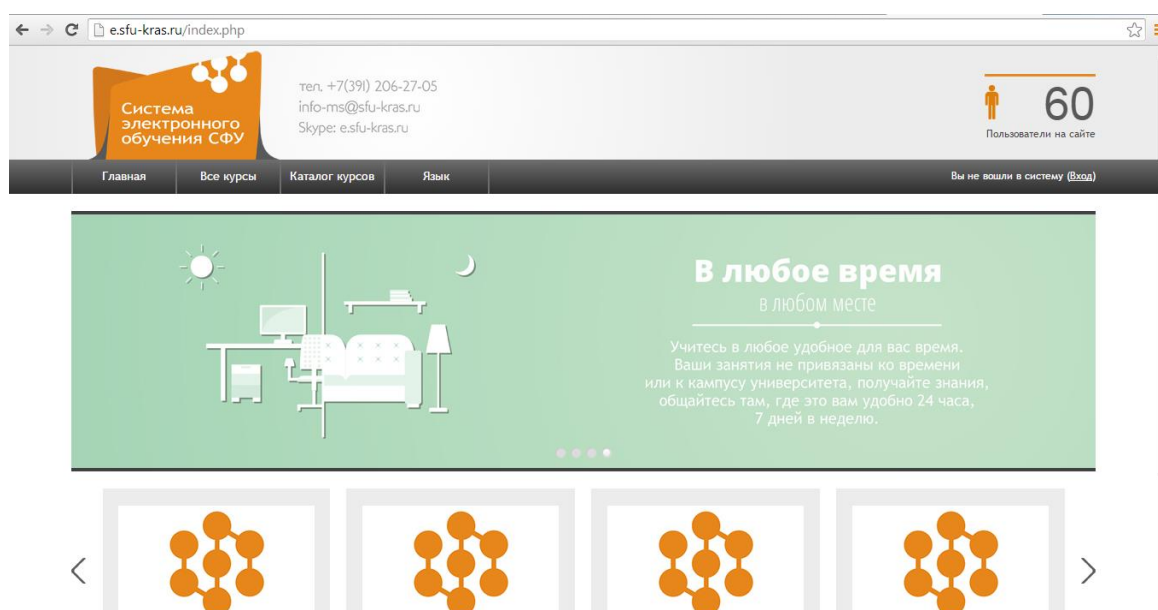 e.sfu-kras.ru/index.php
Система
электронного
обучения СФУ
тел. +7(391) 206-27-05
info-ms@sfu-kras.ru
Skype: e.sfu-kras.ru
60
Пользователи на сайте
Главная Все курсы Каталог курсов Язык Вы не вошли в систему (Вход)
В любое время
в любом месте
Учитесь в любое удобное для вас время.
Ваши занятия не привязаны ко времени
или к кампусу университета, получайте знания,
общайтесь там, где это вам удобно 24 часа,
7 дней в неделю.